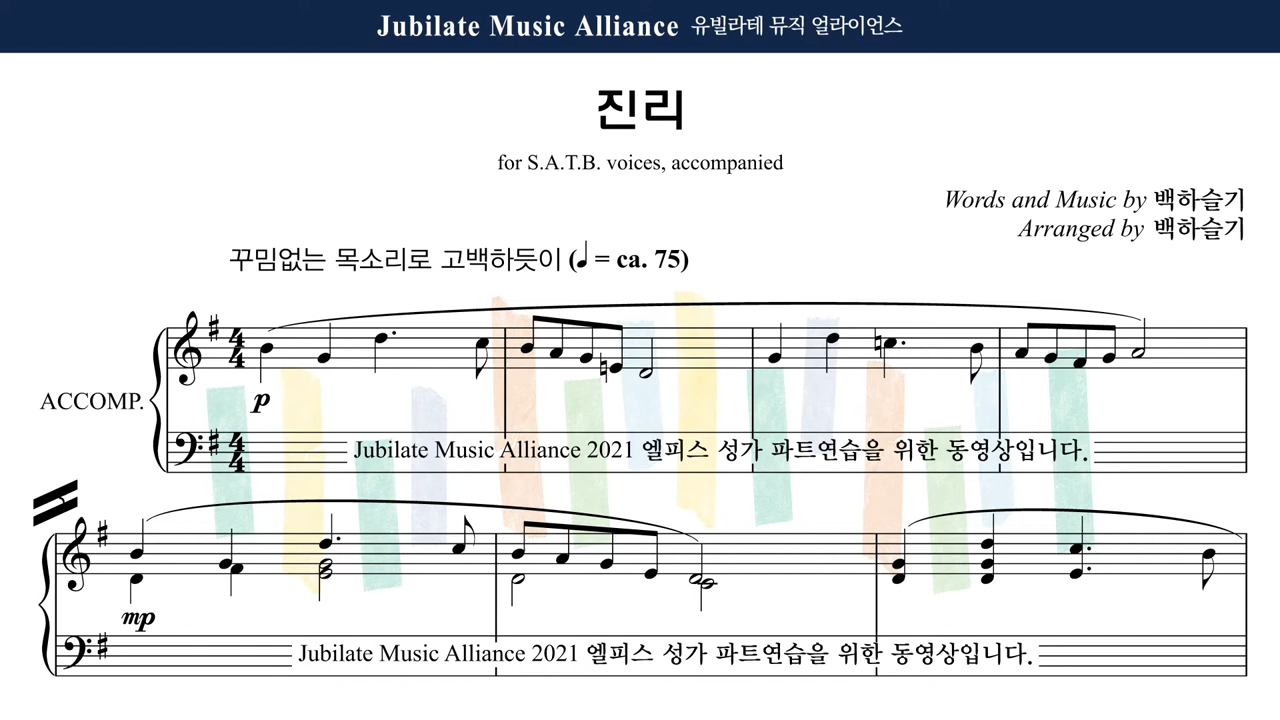 Jubilate Music Alliance 유빌라테 뮤직 얼라이언스
진리
for S.A.T.B. voices, accompanied
Words and Music by 백하슬기
Arranged by 백하슬기
꾸밈없는 목소리로 고백하듯이 (♩ = ca. 75)
ACCOMP.
p
Jubilate Music Alliance 2021 엘피스 성가 파트연습을 위한 동영상입니다.
mp
Jubilate Music Alliance 2021 엘피스 성가 파트연습을 위한 동영상입니다.